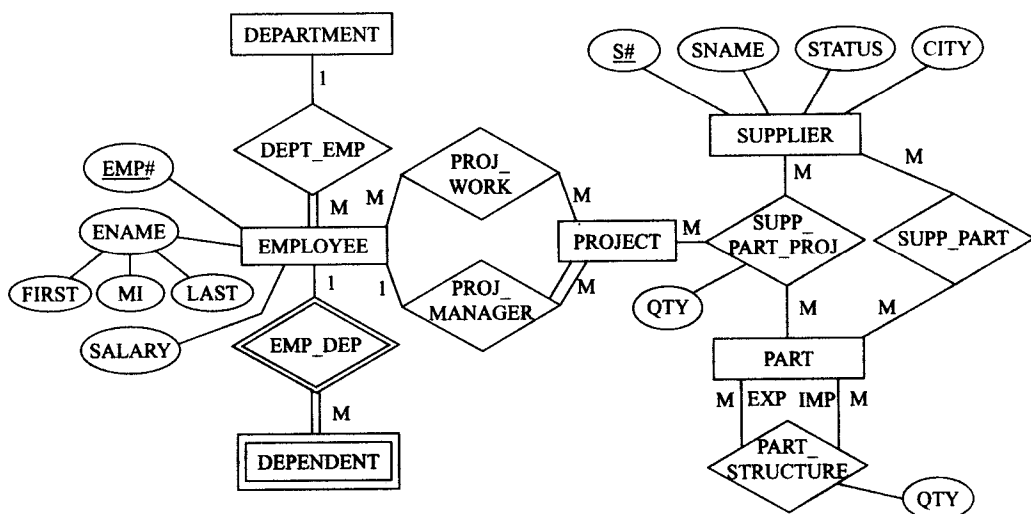 DEPARTMENT
1
DEPT_EMP
M
EMP#
ENAME
FIRST
MI
LAST
SALARY
EMPLOYEE
1
EMP_DEP
M
DEPENDENT
M
PROJ_
WORK
M
1
PROJ_
MANAGER
M
PROJECT
M
S#
SNAME
STATUS
CITY
SUPPLIER
M
M
SUPP_
PART_PROJ
SUPP_PART
QTY
M
M
PART
M
EXP
IMP
M
PART_
STRUCTURE
QTY